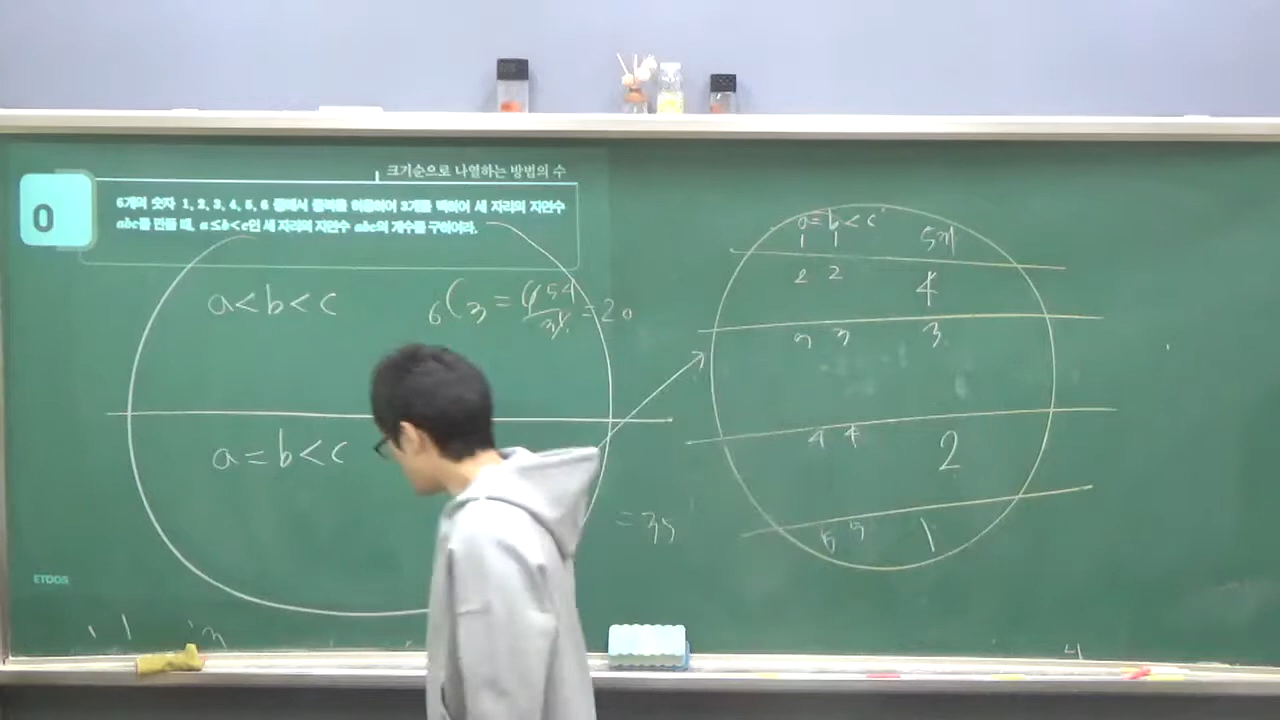 크기순으로 나열하는 방법의 수
0
6개의 숫자 1, 2, 3, 4, 5, 6 중에서 중복을 허용하여 3개를 택하여 세 자리의 자연수
abc를 만들 때, a≤b<c인 세 자리의 자연수 abc의 개수를 구하여라.
a<b<c
₆C₃ = 654/3! = 20
a=b<c
= 35
a=b<c
1 1 5개
2 2 4
3 3 3
4 4 2
5 5 1
ETOOS